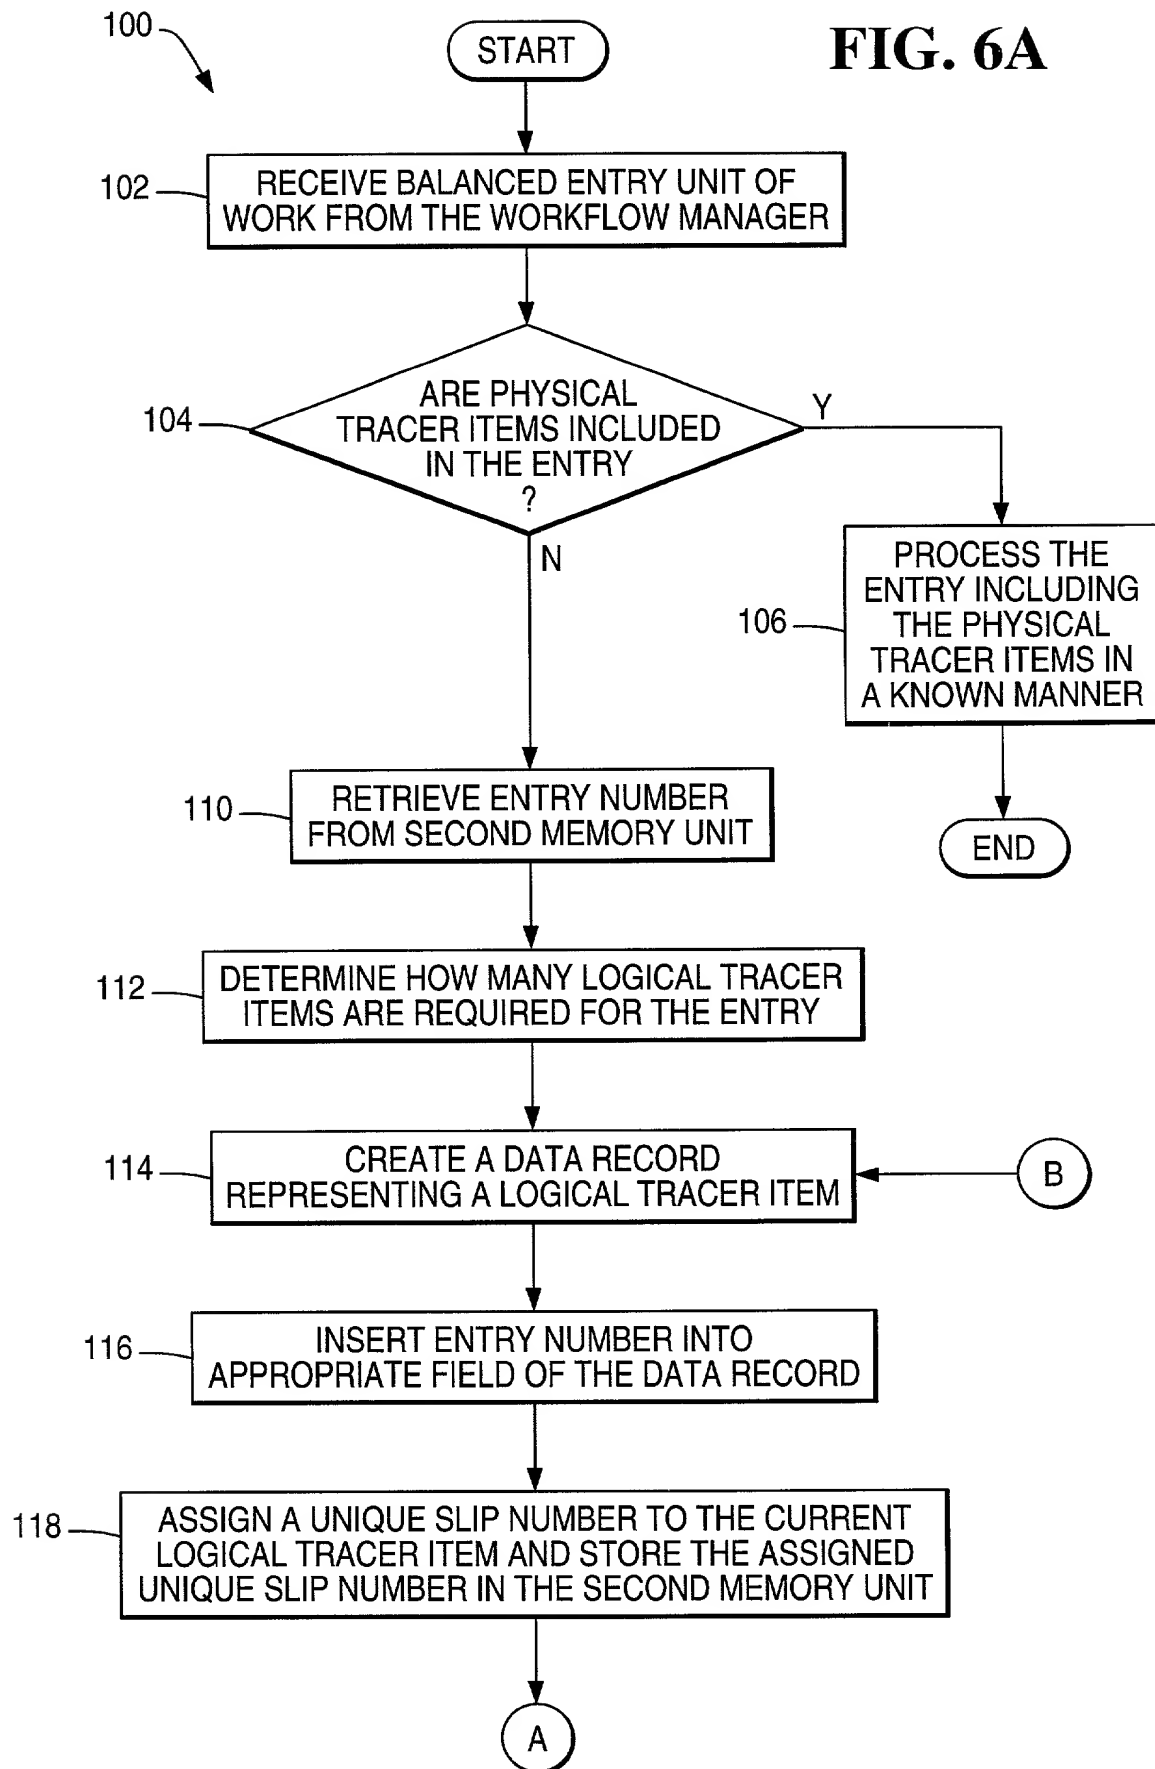 100
START
FIG. 6A
102
RECEIVE BALANCED ENTRY UNIT OF
WORK FROM THE WORKFLOW MANAGER
104
ARE PHYSICAL
TRACER ITEMS INCLUDED
IN THE ENTRY
?
Y
N
106
PROCESS THE
ENTRY INCLUDING
THE PHYSICAL
TRACER ITEMS IN
A KNOWN MANNER
END
110
RETRIEVE ENTRY NUMBER
FROM SECOND MEMORY UNIT
112
DETERMINE HOW MANY LOGICAL TRACER
ITEMS ARE REQUIRED FOR THE ENTRY
114
CREATE A DATA RECORD
REPRESENTING A LOGICAL TRACER ITEM
B
116
INSERT ENTRY NUMBER INTO
APPROPRIATE FIELD OF THE DATA RECORD
118
ASSIGN A UNIQUE SLIP NUMBER TO THE CURRENT
LOGICAL TRACER ITEM AND STORE THE ASSIGNED
UNIQUE SLIP NUMBER IN THE SECOND MEMORY UNIT
A